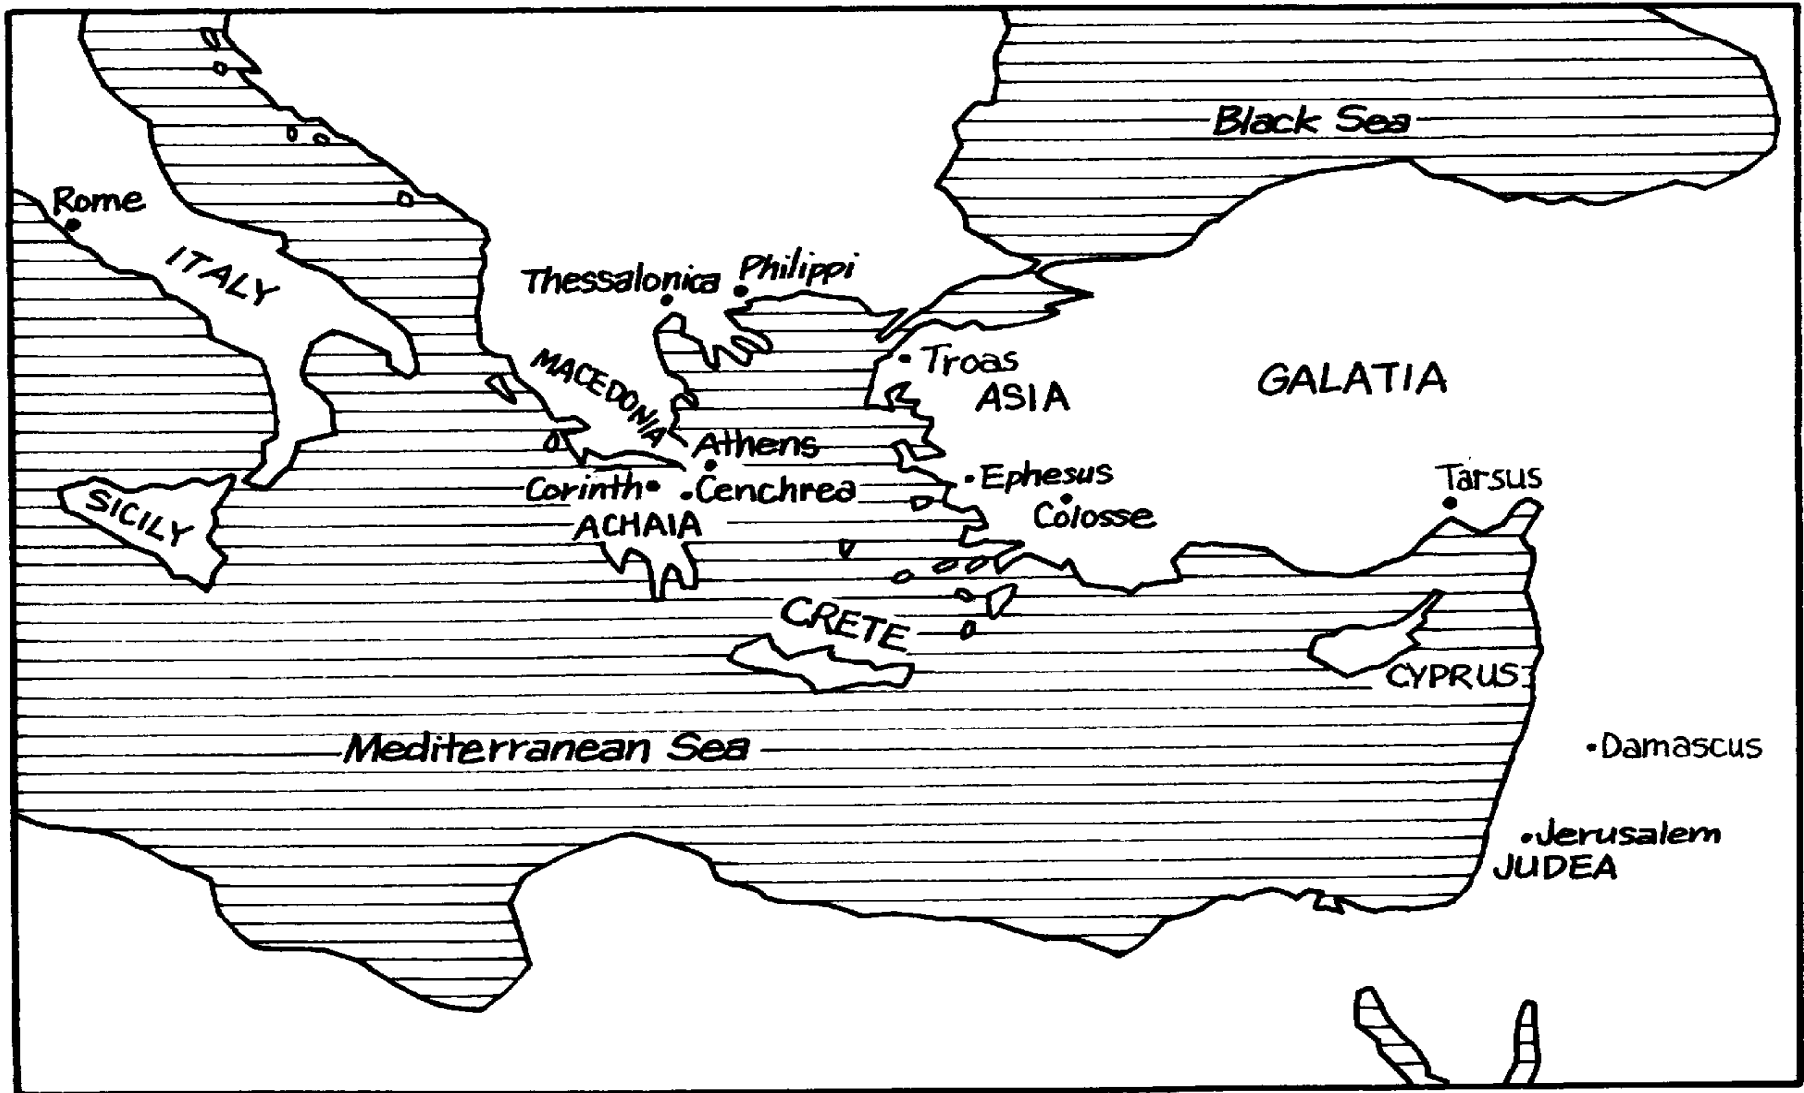 Black Sea
Rome
ITALY
Thessalonica
Philippi
MACEDONIA
Troas
ASIA
GALATIA
Athens
Corinth
Cenchrea
ACHAIA
Ephesus
Colosse
Tarsus
SICILY
CRETE
CYPRUS
Mediterranean Sea
Damascus
Jerusalem
JUDEA